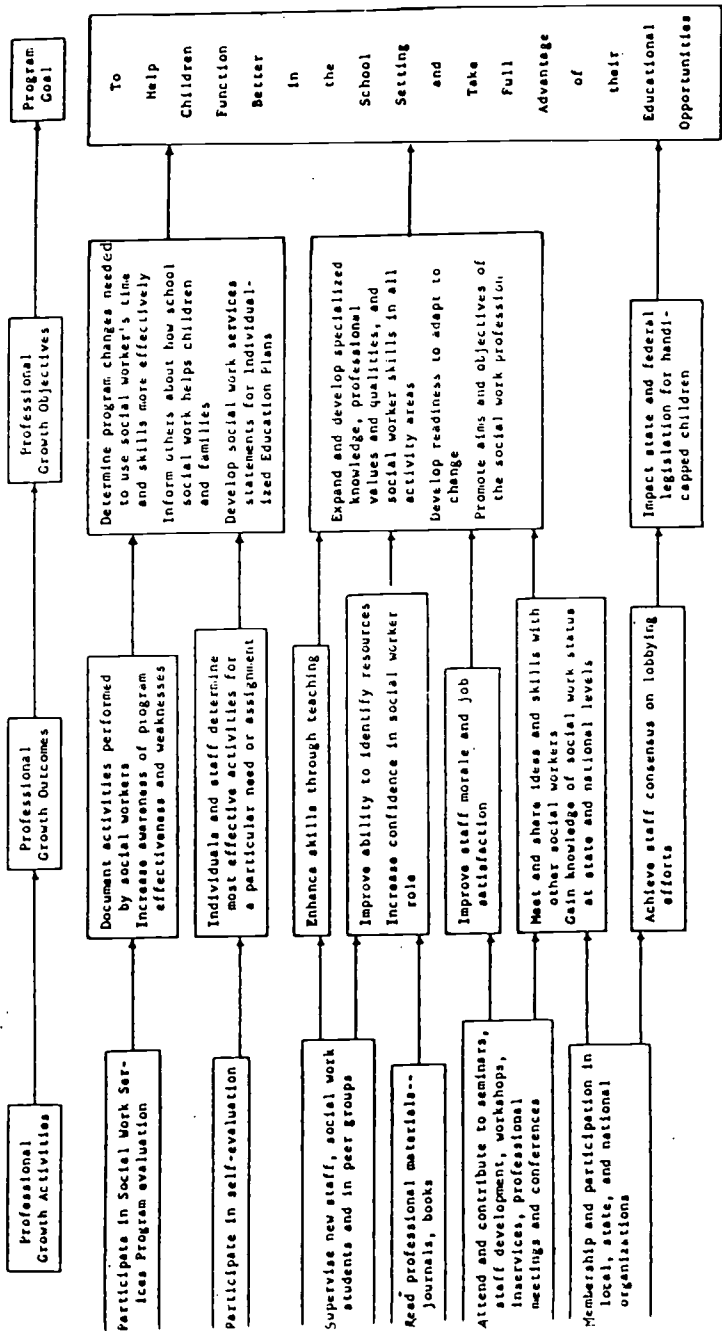 Professional
Growth Activities
Professional
Growth Outcomes
Professional
Growth Objectives
Program
Goal
Participate in Social Work Ser-
ices Program evaluation
Participate in self-evaluation
Supervise new staff, social work
students and in peer groups
Read professional materials--
journals, books
Attend and contribute to seminars,
staff development, workshops,
inservices, professional
meetings and conferences
Membership and participation in
local, state, and national
organizations
Document activities performed
by social workers
Increase awareness of program
effectiveness and weaknesses
Individuals and staff determine
most effective activities for
a particular need or assignment
Enhance skills through teaching
Improve ability to identify resources
Increase confidence in social worker
role
Improve staff morale and job
satisfaction
Meet and share ideas and skills with
other social workers
Gain knowledge of social work status
at state and national levels
Achieve staff consensus on lobbying
efforts
Determine program changes needed
to use social worker's time
and skills more effectively
Inform others about how school
social work helps children
and families
Develop social work services
statements for Individual-
ized Education Plans
Expand and develop specialized
knowledge, professional
values and qualities, and
social worker skills in all
activity areas
Develop readiness to adapt to
change
Promote aims and objectives of
the social work profession
Impact state and federal
legislation for handi-
capped children
To
Help
Children
Function
Better
in
the
School
Setting
and
Take
Full
Advantage
of
their
Educational
Opportunities